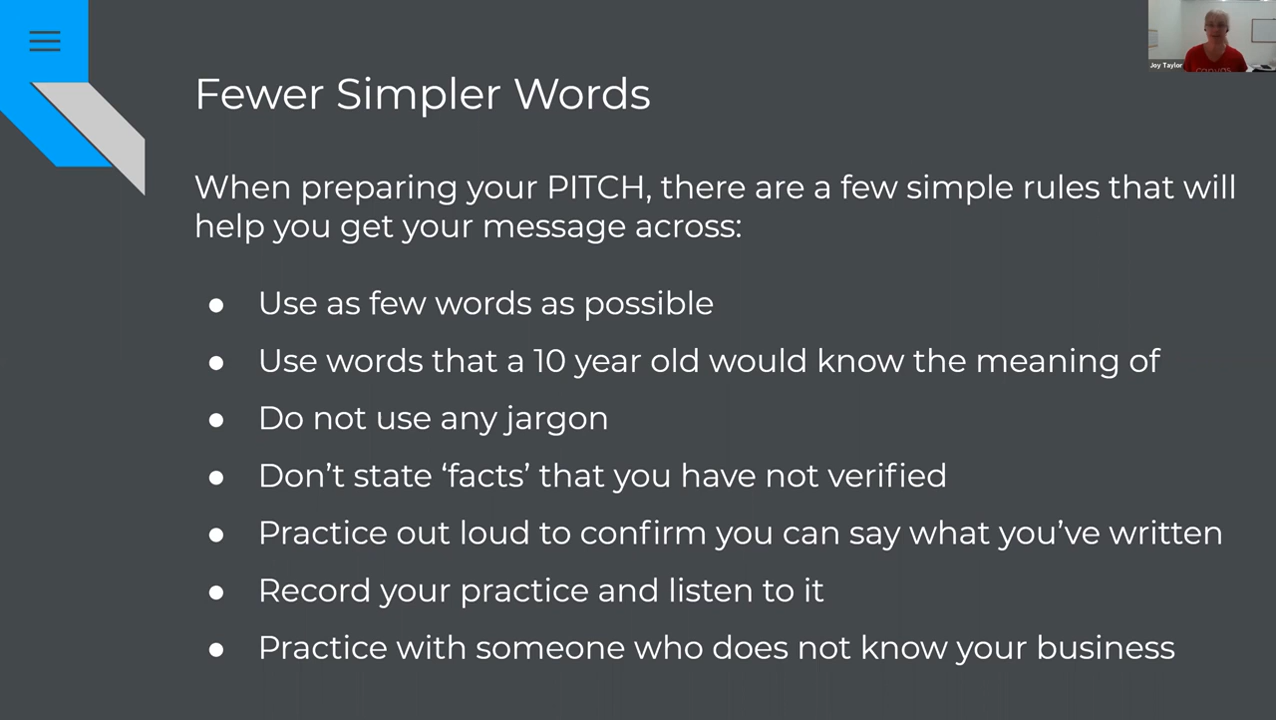 Joy Taylor
Fewer Simpler Words
When preparing your PITCH, there are a few simple rules that will
help you get your message across:
● Use as few words as possible
● Use words that a 10 year old would know the meaning of
● Do not use any jargon
● Don’t state ‘facts’ that you have not verified
● Practice out loud to confirm you can say what you’ve written
● Record your practice and listen to it
● Practice with someone who does not know your business